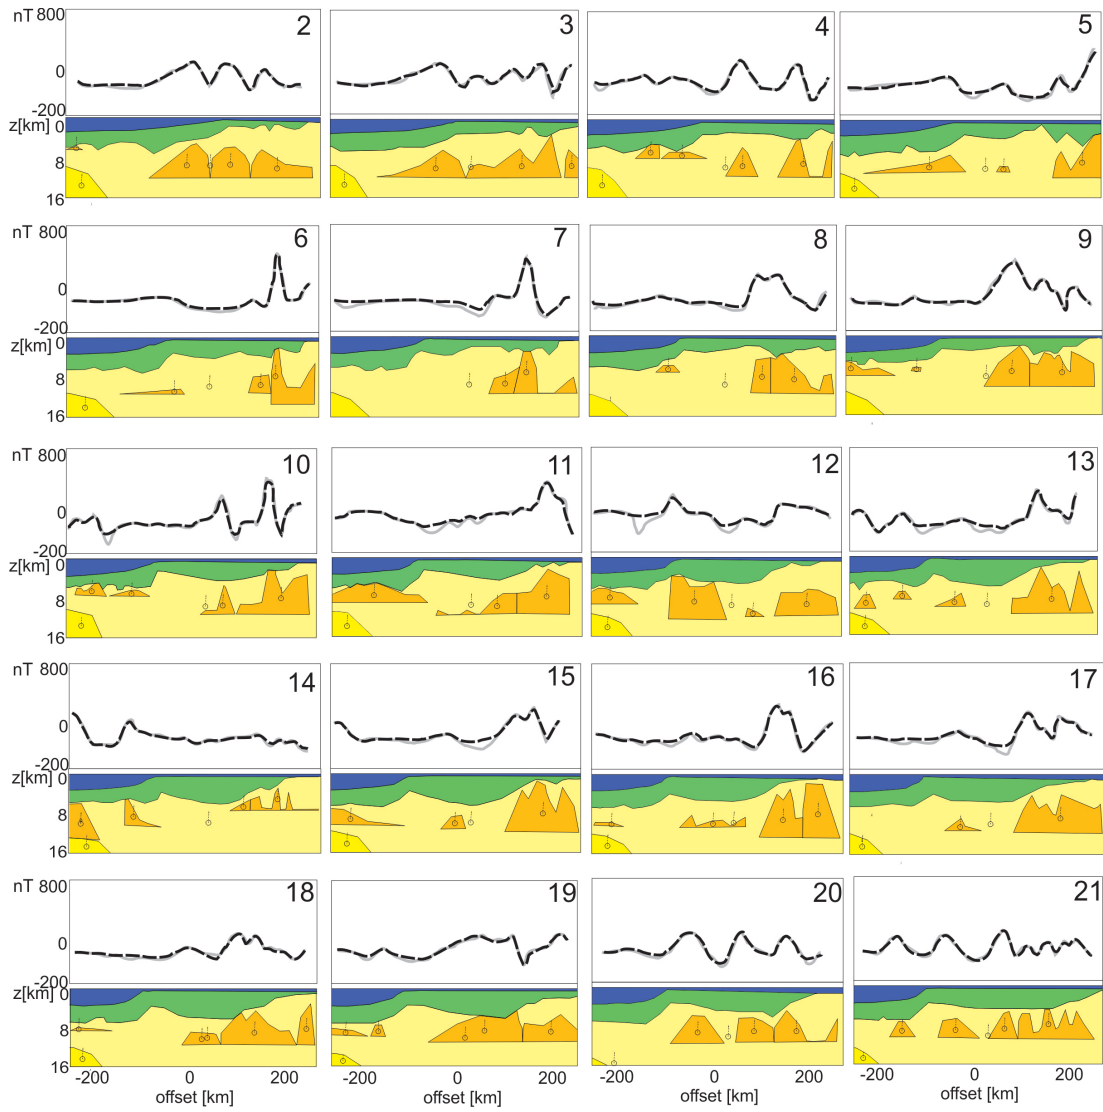 nT 800 2 3 4 5
0
-200
z[km] 0
8
16
nT 800 6 7 8 9
0
-200
z[km] 0
8
16
nT 800 10 11 12 13
0
-200
z[km] 0
8
16
nT 800 14 15 16 17
0
-200
z[km] 0
8
16
nT 800 18 19 20 21
0
-200
z[km] 0
8
16
-200 0 200 -200 0 200 -200 0 200 -200 0 200
offset [km] offset [km] offset [km] offset [km]